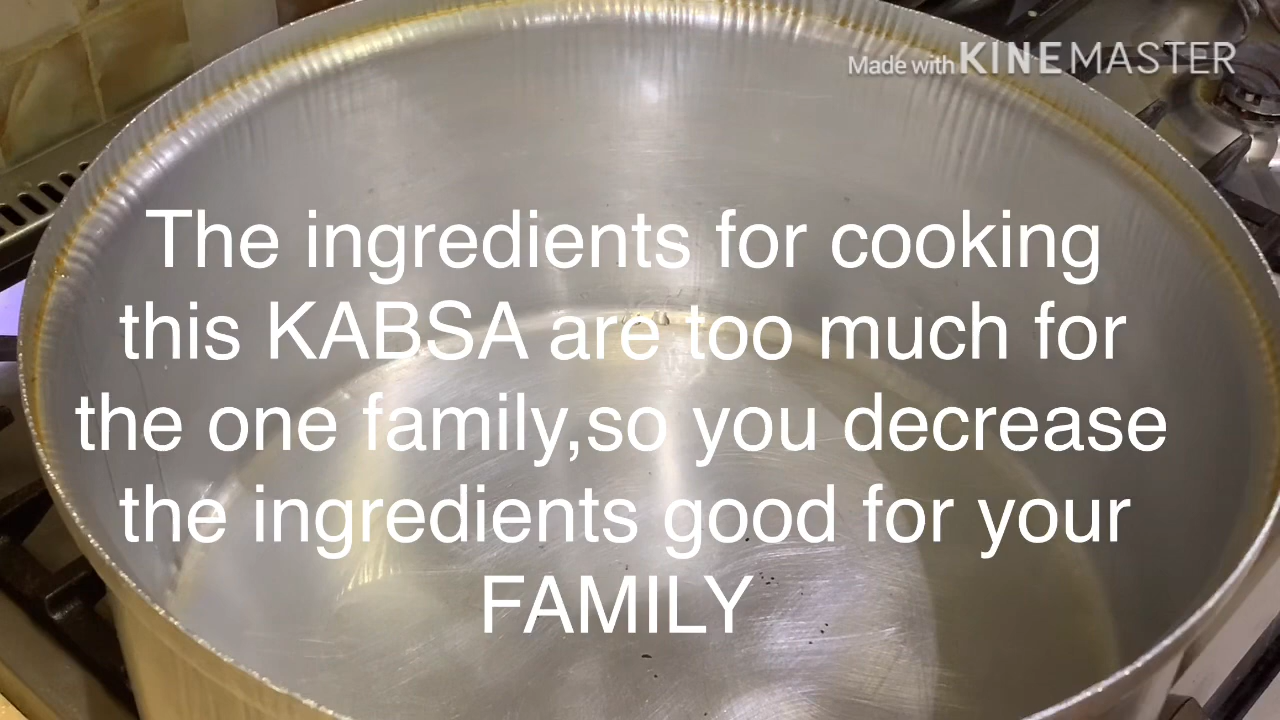 Made with KINEMASTER
The ingredients for cooking
this KABSA are too much for
the one family,so you decrease
the ingredients good for your
FAMILY